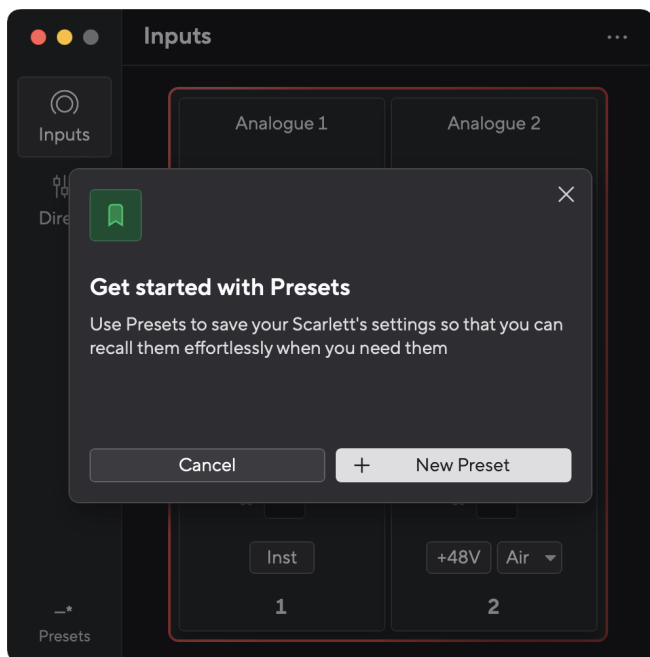 Inputs
Inputs
Analogue 1
Analogue 2
Dire
Get started with Presets
Use Presets to save your Scarlett's settings so that you can
recall them effortlessly when you need them
Cancel
+ New Preset
Inst
+48V
Air
1
2
–*
Presets